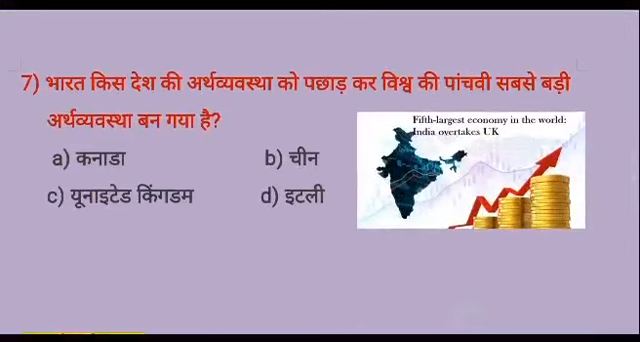 7) भारत किस देश की अर्थव्यवस्था को पछाड़ कर विश्व की पांचवी सबसे बड़ी
अर्थव्यवस्था बन गया है?
a) कनाडा
b) चीन
c) यूनाइटेड किंगडम
d) इटली
Fifth-largest economy in the world:
India overtakes UK